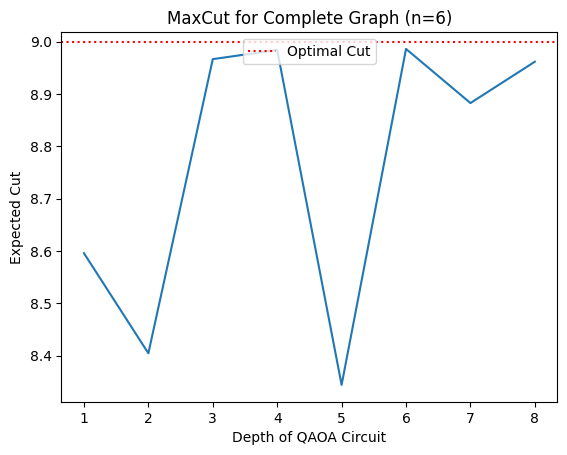 MaxCut for Complete Graph (n=6)
9.0
Optimal Cut
8.9
8.8
8.7
8.6
8.5
8.4
Expected Cut
1 2 3 4 5 6 7 8
Depth of QAOA Circuit